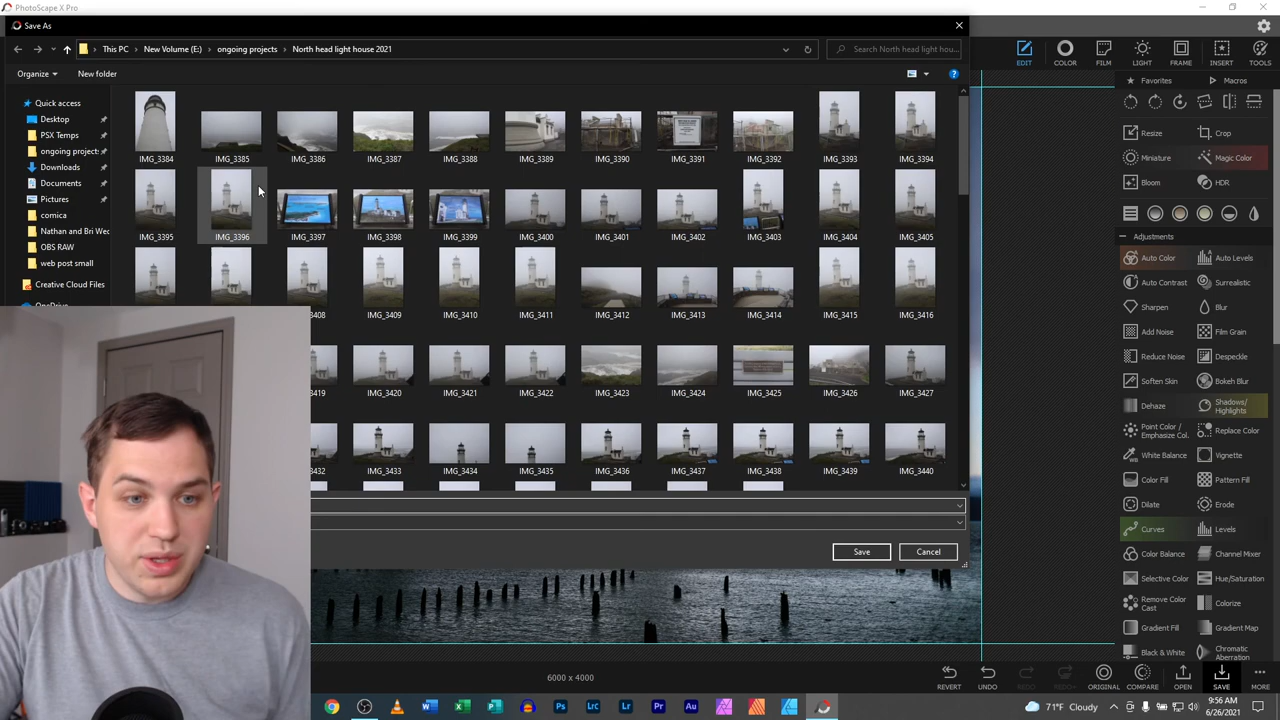 PhotoScape X Pro
Save As
This PC
New Volume (E:)
ongoing projects
North head light house 2021
Search North head light hou...
Organize
New folder
EDIT
COLOR
FILM
LIGHT
FRAME
INSERT
TOOLS
Favorites
Macros
Quick access
Desktop
PSX Temps
ongoing project:
Downloads
Documents
Pictures
comica
Nathan and Bri We
OBS RAW
web post small
Creative Cloud Files
IMG_3384 IMG_3385 IMG_3386 IMG_3387 IMG_3388 IMG_3389 IMG_3390 IMG_3391 IMG_3392 IMG_3393 IMG_3394
IMG_3395 IMG_3396 IMG_3397 IMG_3398 IMG_3399 IMG_3400 IMG_3401 IMG_3402 IMG_3403 IMG_3404 IMG_3405
3408 IMG_3409 IMG_3410 IMG_3411 IMG_3412 IMG_3413 IMG_3414 IMG_3415 IMG_3416
3419 IMG_3420 IMG_3421 IMG_3422 IMG_3423 IMG_3424 IMG_3425 IMG_3426 IMG_3427
3432 IMG_3433 IMG_3434 IMG_3435 IMG_3436 IMG_3437 IMG_3438 IMG_3439 IMG_3440
Save
Cancel
Resize
Crop
Miniature
Magic Color
Bloom
HDR
Adjustments
Auto Color
Auto Levels
Auto Contrast
Surrealistic
Sharpen
Blur
Add Noise
Film Grain
Reduce Noise
Despeckle
Soften Skin
Bokeh Blur
Dehaze
Shadows/
Highlights
Point Color /
Emphasize Col.
Replace Color
White Balance
Vignette
Color Fill
Pattern Fill
Dilate
Erode
Curves
Levels
Color Balance
Channel Mixer
Selective Color
Hue/Saturation
Remove Color
Cast
Colorize
Gradient Fill
Gradient Map
Black & White
Chromatic
Aberration
6000 x 4000
REVERT
UNDO
REDO
REDO+
ORIGINAL
COMPARE
OPEN
SAVE
MORE
71°F Cloudy
9:56 AM
6/26/2021